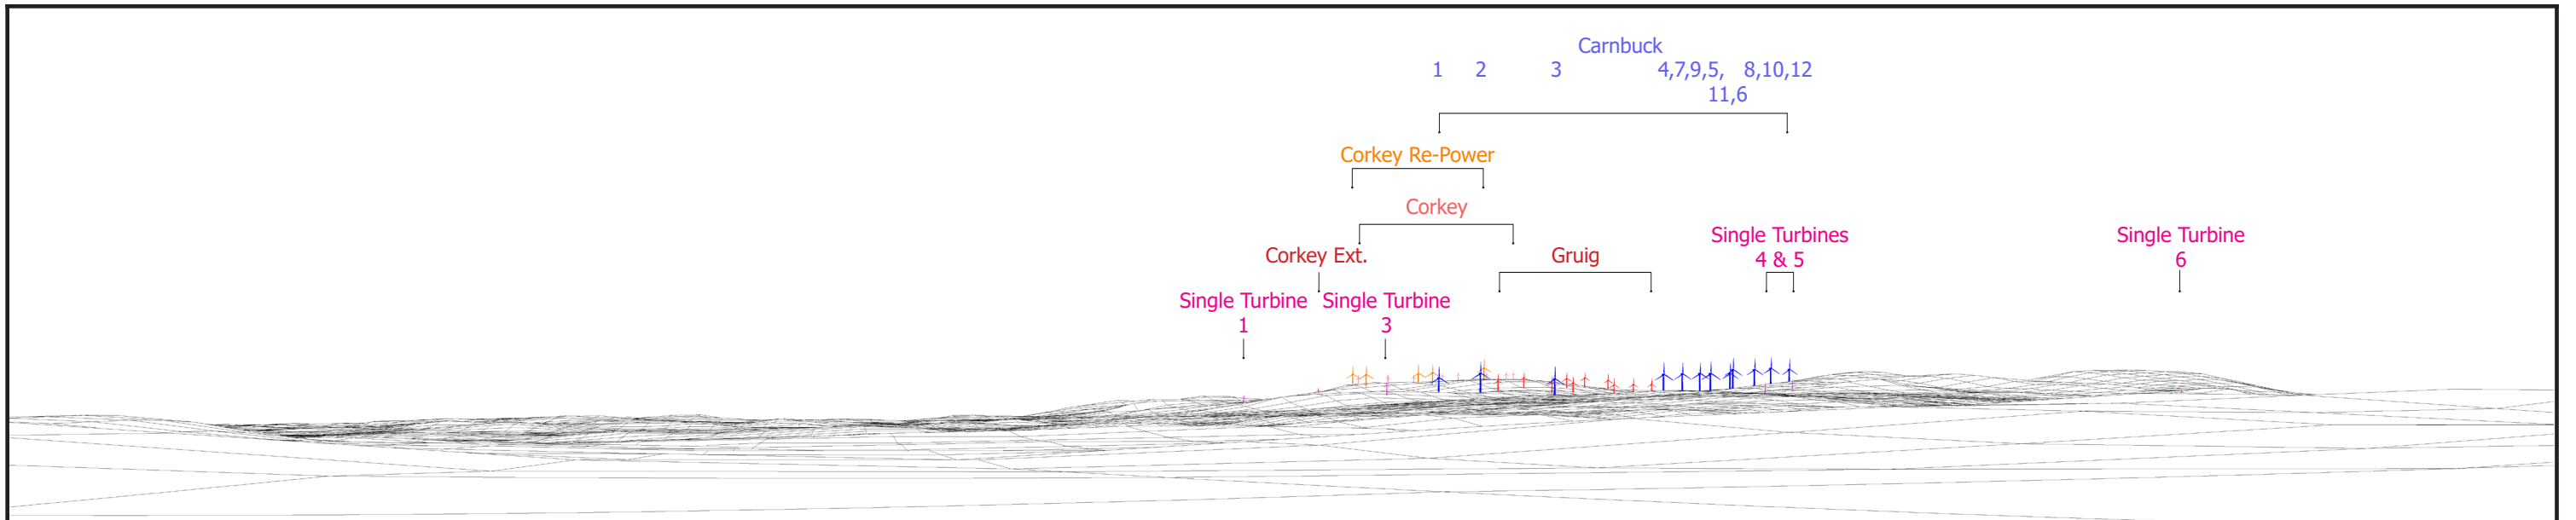 Carnbuck
1 2 3 4,7,9,5, 8,10,12
11,6
Corkey Re-Power
Corkey
Corkey Ext.
Gruig
Single Turbines
4 & 5
Single Turbine
6
Single Turbine
1
Single Turbine
3